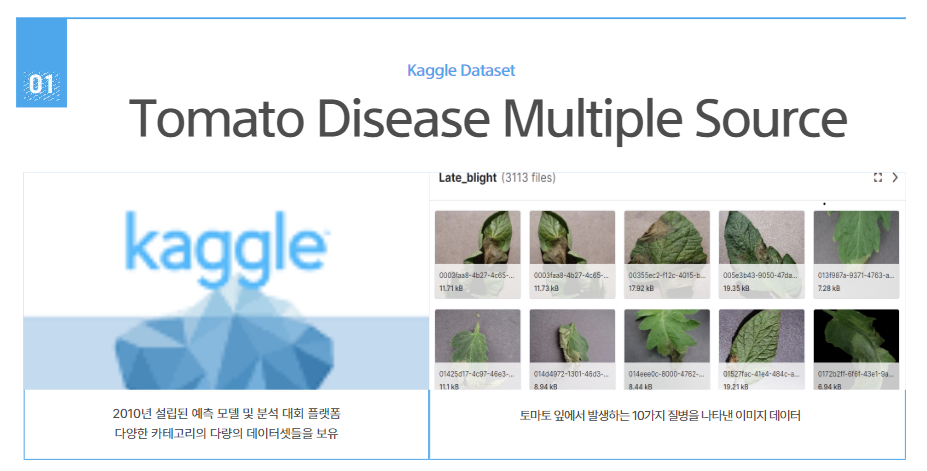 01
Kaggle Dataset
Tomato Disease Multiple Source
kaggle
Late_blight (3113 files)
0003faa8-4b27-4c65-... 0003faa8-4b27-4c65-... 00355ec2-f12c-4015-b... 005e3b43-9050-47da... 013f987a-9371-4763-a...
11.71 kB 11.73 kB 17.92 kB 19.35 kB 7.28 kB
01425d17-4c97-46e3-... 014d4972-1301-46d3-... 014eee0c-8000-4762-... 01527fac-41e4-484c-a... 0172b2ff-6f6f-43e1-9a...
11.1 kB 8.94 kB 8.44 kB 19.21 kB 6.94 kB
2010년 설립된 예측 모델 및 분석 대회 플랫폼
다양한 카테고리의 다량의 데이터셋들을 보유
토마토 잎에서 발생하는 10가지 질병을 나타낸 이미지 데이터